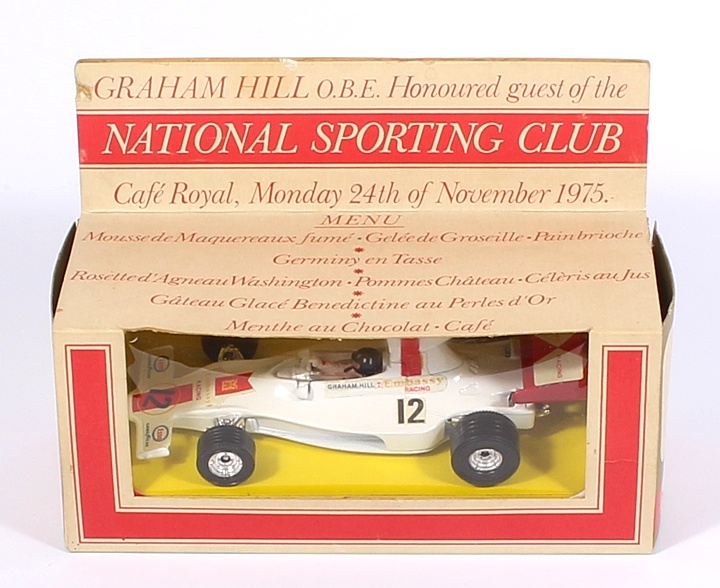 GRAHAM HILL O.B.E. Honoured guest of the
NATIONAL SPORTING CLUB
Café Royal, Monday 24th of November 1975.
MENU
Mousse de Maquereaux fumé · Gelée de Groseille · Pain brioche
*
Germiny en Tasse
*
Rosette d'Agneau Washington · Pommes Château · Célèris au Jus
*
Gâteau Glacé Benedictine au Perles d'Or
*
Menthe au Chocolat · Café
GRAHAM HILL
Embassy
RACING
12
12